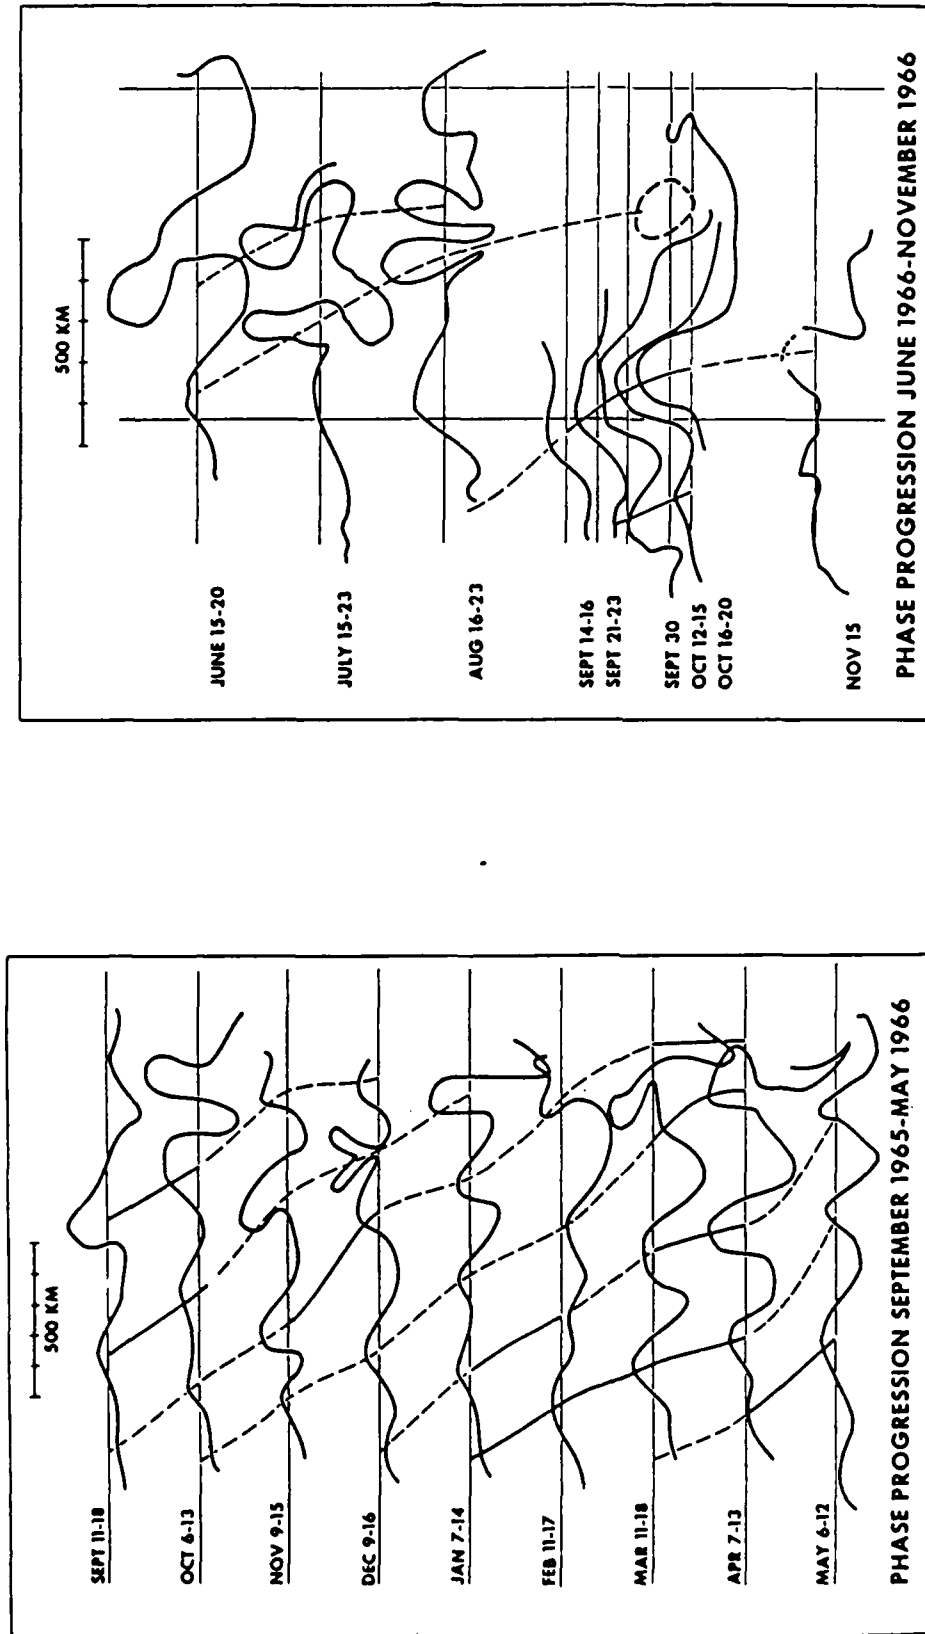 500 KM
SEPT 11-18
OCT 6-13
NOV 9-15
DEC 9-16
JAN 7-14
FEB 11-17
MAR 11-18
APR 7-13
MAY 6-12
PHASE PROGRESSION SEPTEMBER 1965-MAY 1966
500 KM
JUNE 15-20
JULY 15-23
AUG 16-23
SEPT 14-16
SEPT 21-23
SEPT 30
OCT 12-15
OCT 16-20
NOV 15
PHASE PROGRESSION JUNE 1966-NOVEMBER 1966